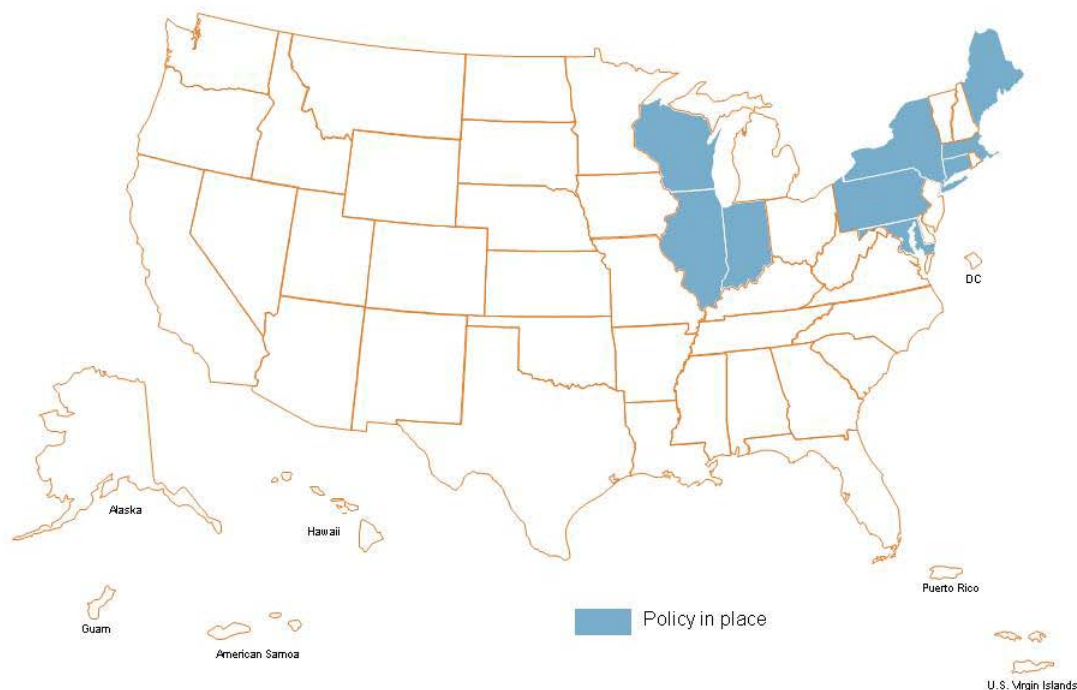 DC
Alaska
Hawaii
Puerto Rico
Guam
Policy in place
American Samoa
U.S. Virgin Islands